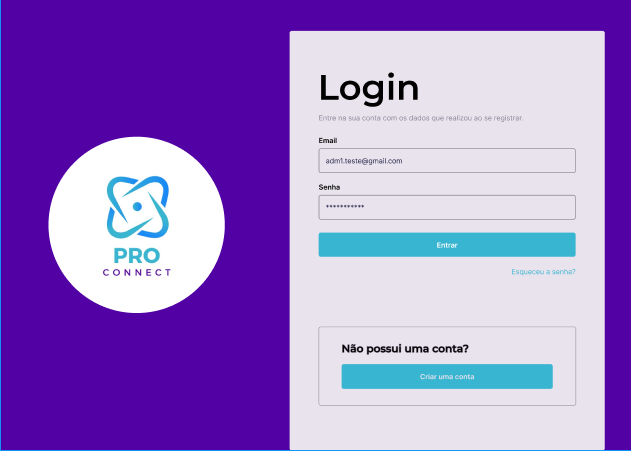 PRO
CONNECT
Login
Entre na sua conta com os dados que realizou ao se registrar.
Email
adm1.teste@gmail.com
Senha
***********
Entrar
Esqueceu a senha?
Não possui uma conta?
Criar uma conta